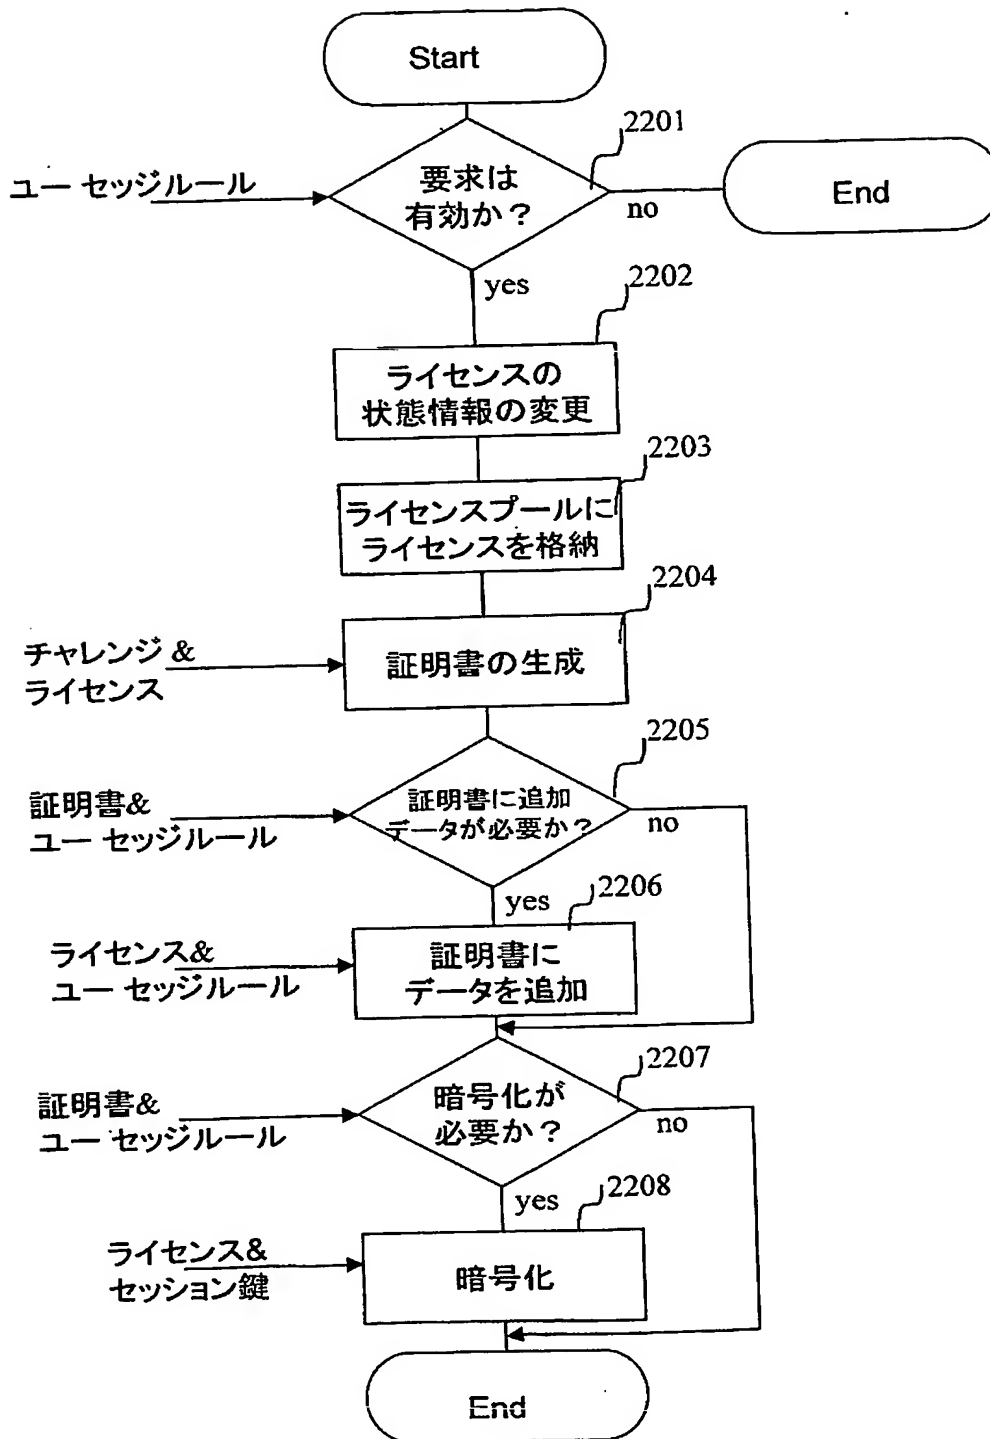 Start
2201
要求は
有効か？
ユーセッジルール
no
End
yes
2202
ライセンスの
状態情報の変更
2203
ライセンスプールに
ライセンスを格納
2204
チャレンジ &
ライセンス
証明書の生成
2205
証明書&
ユーセッジルール
証明書に追加
データが必要か？
no
yes
2206
ライセンス&
ユーセッジルール
証明書に
データを追加
2207
証明書&
ユーセッジルール
暗号化が
必要か？
no
yes
2208
ライセンス&
セッション鍵
暗号化
End